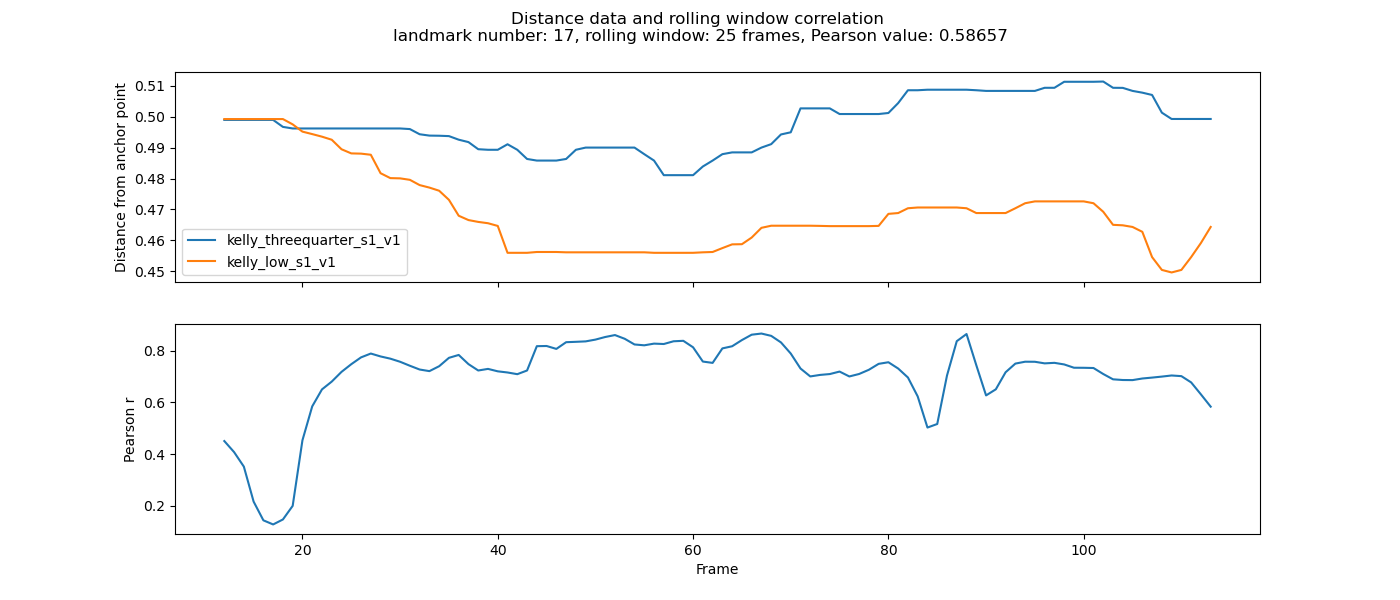 Distance data and rolling window correlation
landmark number: 17, rolling window: 25 frames, Pearson value: 0.58657
Distance from anchor point
0.51
0.50
0.49
0.48
0.47
0.46
0.45
kelly_threequarter_s1_v1
kelly_low_s1_v1
Pearson r
0.8
0.6
0.4
0.2
20 40 60 80 100
Frame